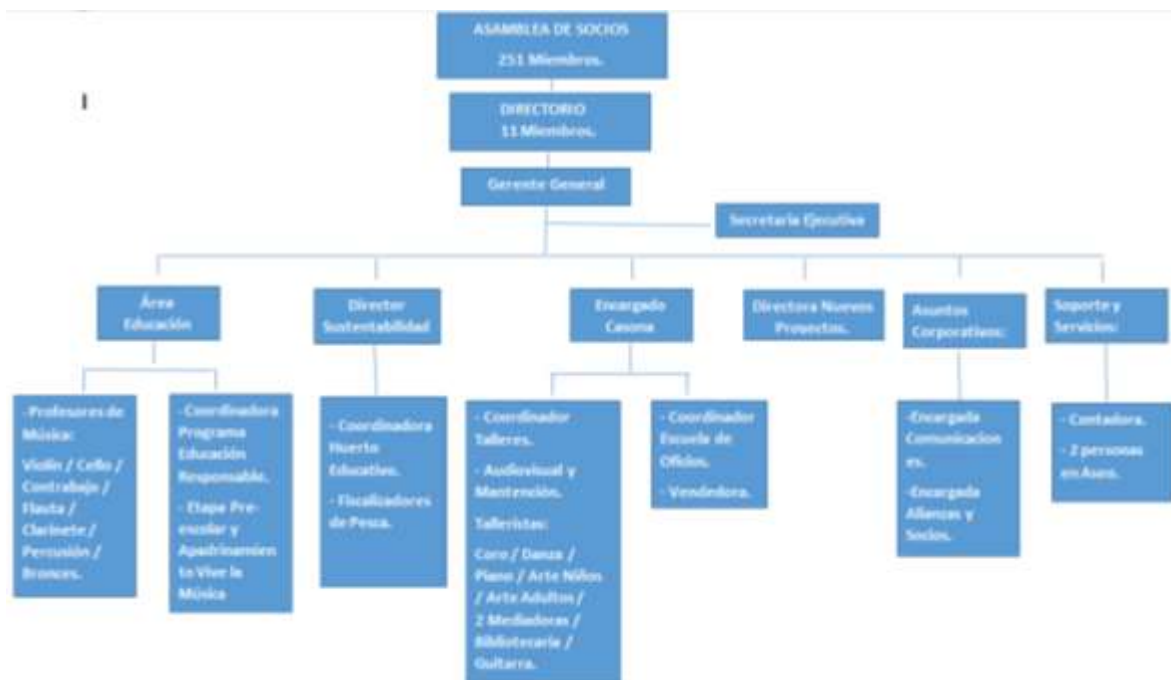 ASAMBLEA DE SOCIOS
251 Miembros.
DIRECTORIO
11 Miembros.
Gerente General
Secretaria Ejecutiva
Área
Educación
Director
Sustentabilidad
Encargado
Casona
Directora Nuevos
Proyectos.
Asuntos
Corporativos:
Soporte y
Servicios:
- Profesores de
Música:
Violín / Cello /
Contrabajo /
Flauta /
Clarinete /
Percusión /
Bronces.
- Coordinadora
Programa
Educación
Responsable.
- Etapa Pre-
escolar y
Apadrinamien
to Vive la
Música
- Coordinadora
Huerto
Educativo.
- Fiscalizadores
de Pesca.
- Coordinador
Talleres.
- Audiovisual y
Mantención.
Talleristas:
Coro / Danza /
Piano / Arte Niños
/ Arte Adultos /
2 Mediadoras /
Bibliotecaria /
Guitarra.
- Coordinador
Escuela de
Oficios.
- Vendedora.
-Encargada
Comunicacion
es.
-Encargada
Alianzas y
Socios.
- Contadora.
- 2 personas
en Aseo.